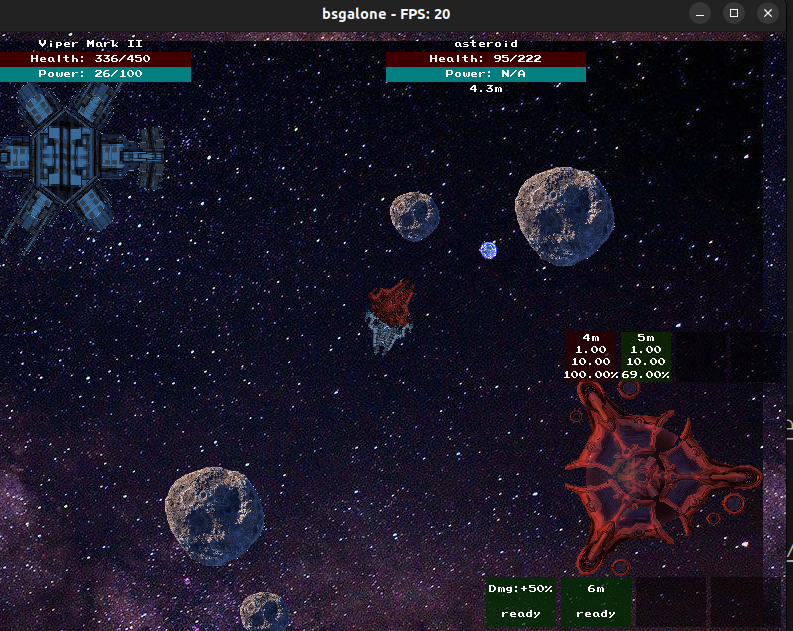 bsgalone - FPS: 20
Viper Mark II
Health: 336/450
Power: 26/100
asteroid
Health: 95/222
Power: N/A
4.3m
4m
1.00
10.00
100.00%
5m
1.00
10.00
69.00%
Dmg:+50%
ready
6m
ready